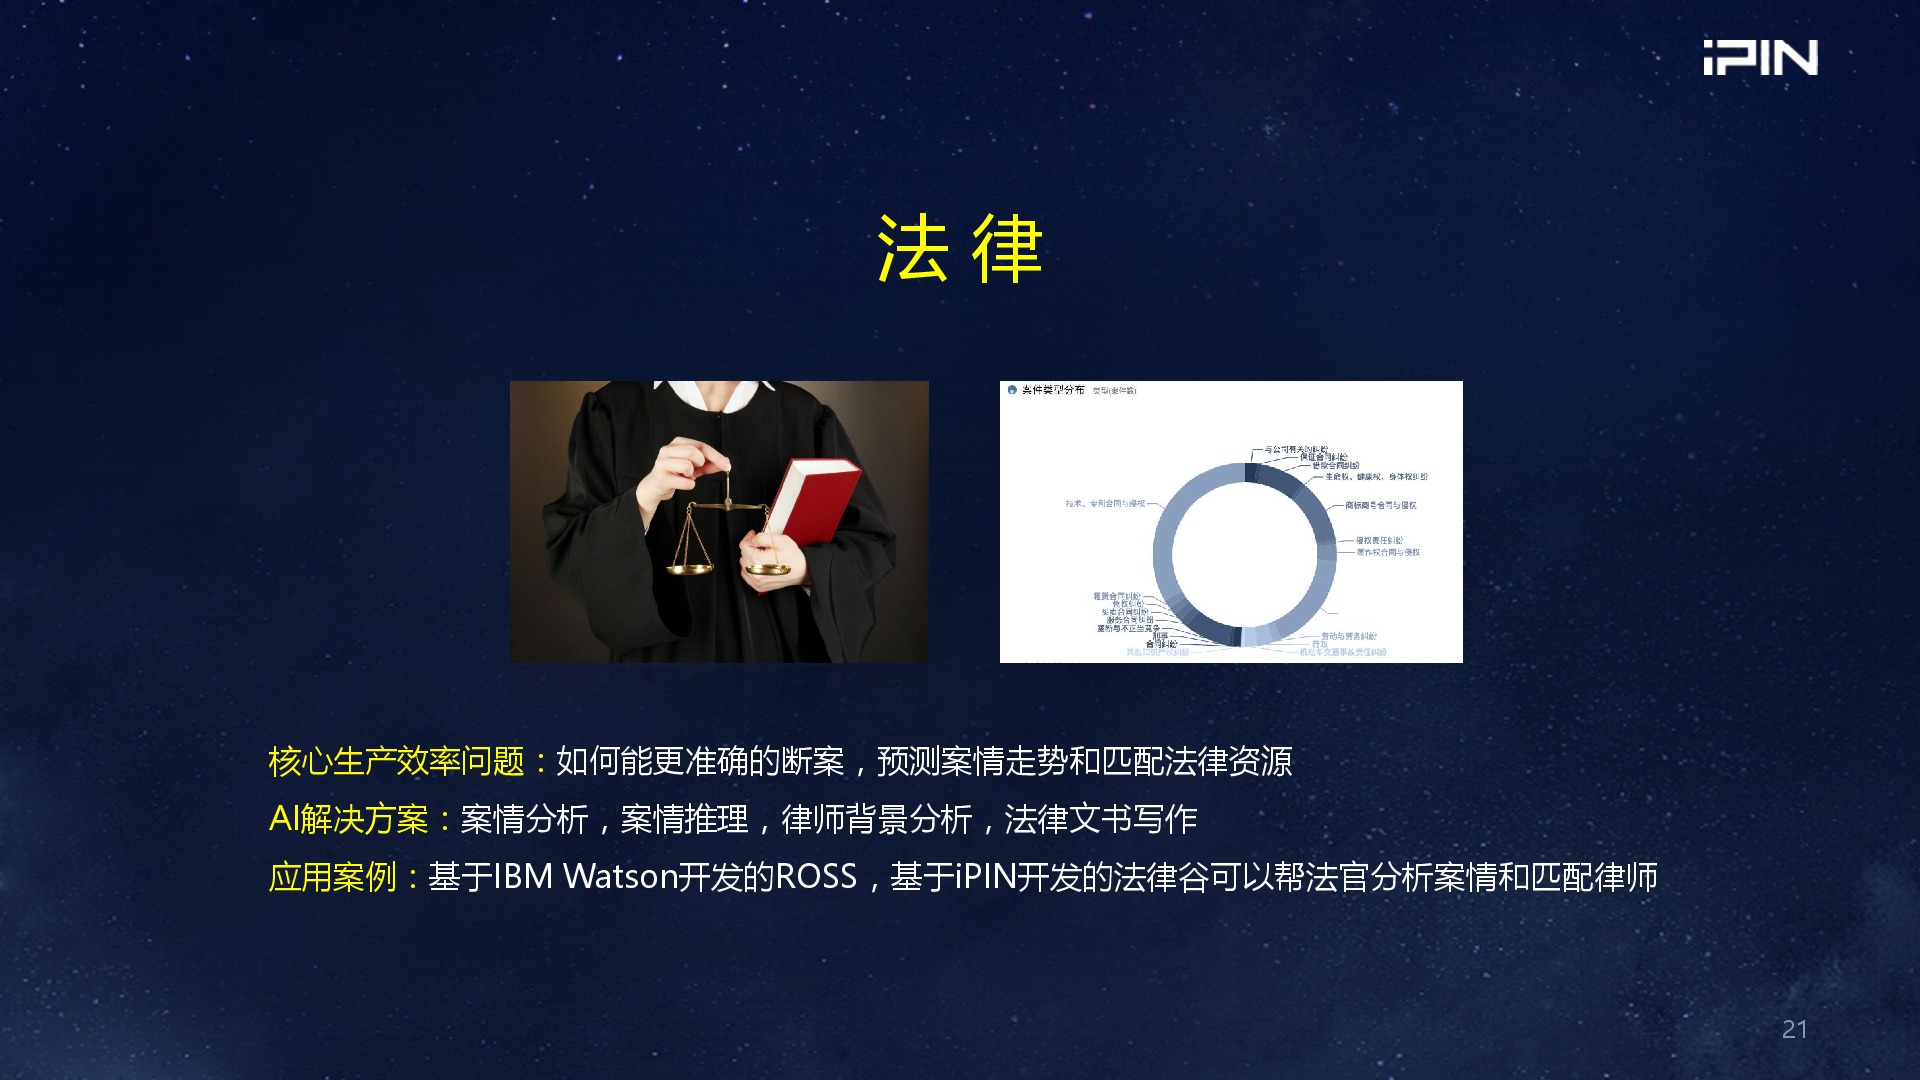 iPIN
法 律
案件类型分布 类型(案件数)
与公司有关的纠纷
保证合同纠纷
借款合同纠纷
生命权、健康权、身体权纠纷
技术、专利合同与侵权
商标商号合同与侵权
侵权责任纠纷
著作权合同与侵权
租赁合同纠纷
物权纠纷
买卖合同纠纷
服务合同纠纷
垄断与不正当竞争
刑事
合同纠纷
其他知识产权纠纷
劳动与劳务纠纷
行政
机动车交通事故责任纠纷
核心生产效率问题：如何能更准确的断案，预测案情走势和匹配法律资源
AI解决方案：案情分析，案情推理，律师背景分析，法律文书写作
应用案例：基于IBM Watson开发的ROSS，基于iPIN开发的法律谷可以帮法官分析案情和匹配律师
21